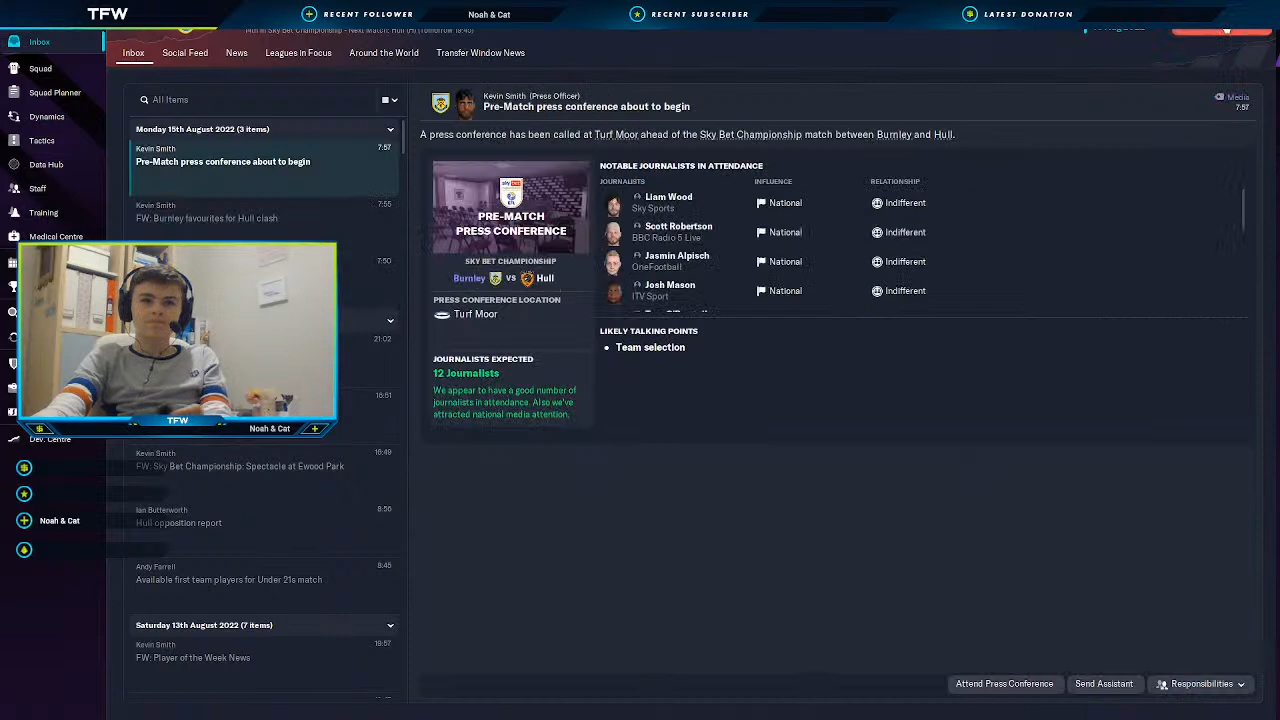 TFW
RECENT FOLLOWER
Noah & Cat
RECENT SUBSCRIBER
LATEST DONATION
Inbox
Squad
Squad Planner
Dynamics
Tactics
Data Hub
Staff
Training
Medical Centre
Dev. Centre
Noah & Cat
14th in Sky Bet Championship - Next Match: Hull (H) (Tomorrow 19:45)
Inbox
Social Feed
News
Leagues in Focus
Around the World
Transfer Window News
All Items
Monday 15th August 2022 (3 items)
Kevin Smith
7:57
Pre-Match press conference about to begin
Kevin Smith
7:55
FW: Burnley favourites for Hull clash
7:50
21:02
16:51
TFW
Noah & Cat
Kevin Smith
16:49
FW: Sky Bet Championship: Spectacle at Ewood Park
Ian Butterworth
8:56
Hull opposition report
Andy Farrell
8:45
Available first team players for Under 21s match
Saturday 13th August 2022 (7 items)
Kevin Smith
19:57
FW: Player of the Week News
Kevin Smith (Press Officer)
Pre-Match press conference about to begin
Media
7:57
A press conference has been called at Turf Moor ahead of the Sky Bet Championship match between Burnley and Hull.
PRE-MATCH
PRESS CONFERENCE
SKY BET CHAMPIONSHIP
Burnley vs Hull
PRESS CONFERENCE LOCATION
Turf Moor
JOURNALISTS EXPECTED
12 Journalists
We appear to have a good number of
journalists in attendance. Also we've
attracted national media attention.
NOTABLE JOURNALISTS IN ATTENDANCE
JOURNALISTS
INFLUENCE
RELATIONSHIP
Liam Wood
Sky Sports
National
Indifferent
Scott Robertson
BBC Radio 5 Live
National
Indifferent
Jasmin Alpisch
OneFootball
National
Indifferent
Josh Mason
ITV Sport
National
Indifferent
LIKELY TALKING POINTS
Team selection
Attend Press Conference
Send Assistant
Responsibilities